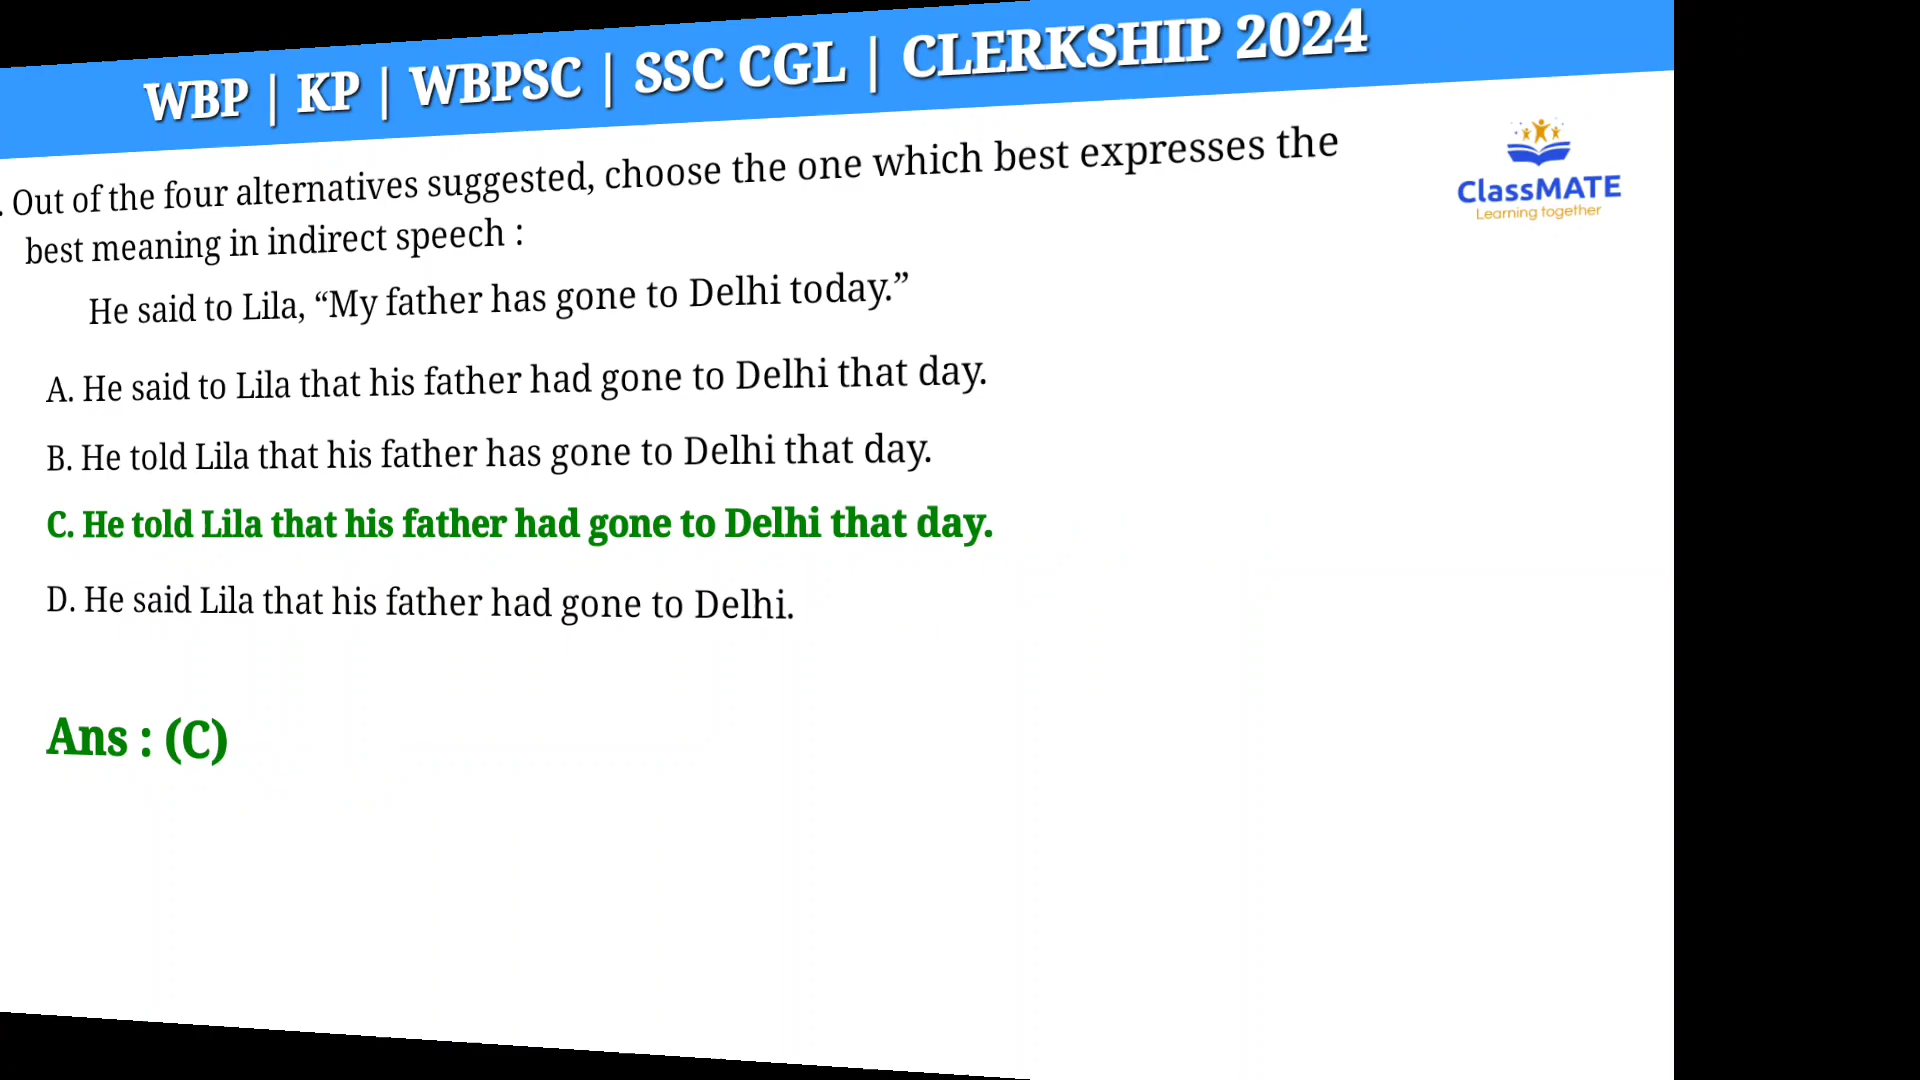 WBP | KP | WBPSC | SSC CGL | CLERKSHIP 2024
. Out of the four alternatives suggested, choose the one which best expresses the
best meaning in indirect speech :
He said to Lila, “My father has gone to Delhi today.”
A. He said to Lila that his father had gone to Delhi that day.
B. He told Lila that his father has gone to Delhi that day.
C. He told Lila that his father had gone to Delhi that day.
D. He said Lila that his father had gone to Delhi.
Ans : (C)
ClassMATE
Learning together